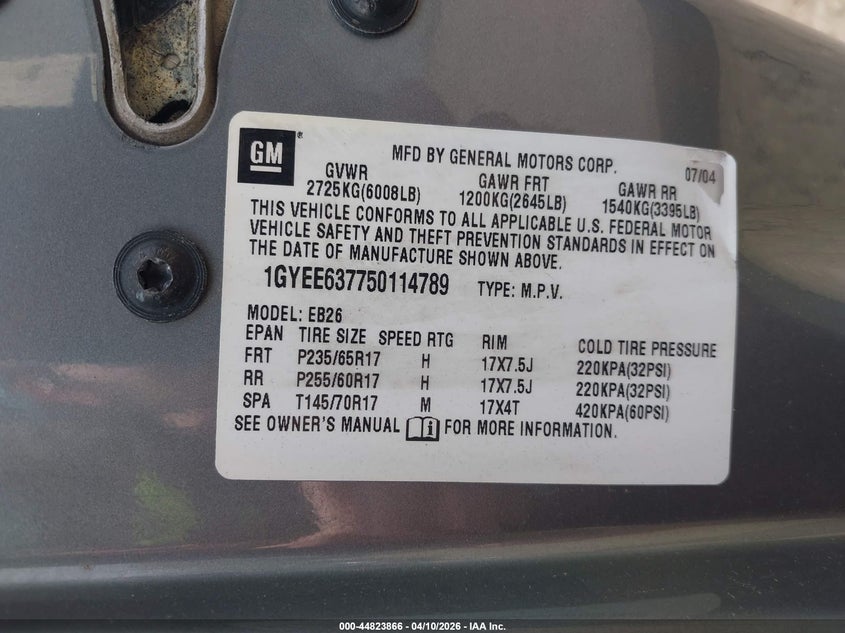 GM ®
MFD BY GENERAL MOTORS CORP. 07/04
GVWR GAWR FRT GAWR RR
2725KG(6008LB) 1200KG(2645LB) 1540KG(3395LB)
THIS VEHICLE CONFORMS TO ALL APPLICABLE U.S. FEDERAL MOTOR
VEHICLE SAFETY AND THEFT PREVENTION STANDARDS IN EFFECT ON
THE DATE OF MANUFACTURE SHOWN ABOVE.
1GYEE637750114789 TYPE: M.P.V.
MODEL: EB26
EPAN TIRE SIZE SPEED RTG RIM COLD TIRE PRESSURE
FRT P235/65R17 H 17X7.5J 220KPA(32PSI)
RR P255/60R17 H 17X7.5J 220KPA(32PSI)
SPA T145/70R17 M 17X4T 420KPA(60PSI)
SEE OWNER'S MANUAL i FOR MORE INFORMATION.
000-44823866 - 04/10/2026 - IAA Inc.